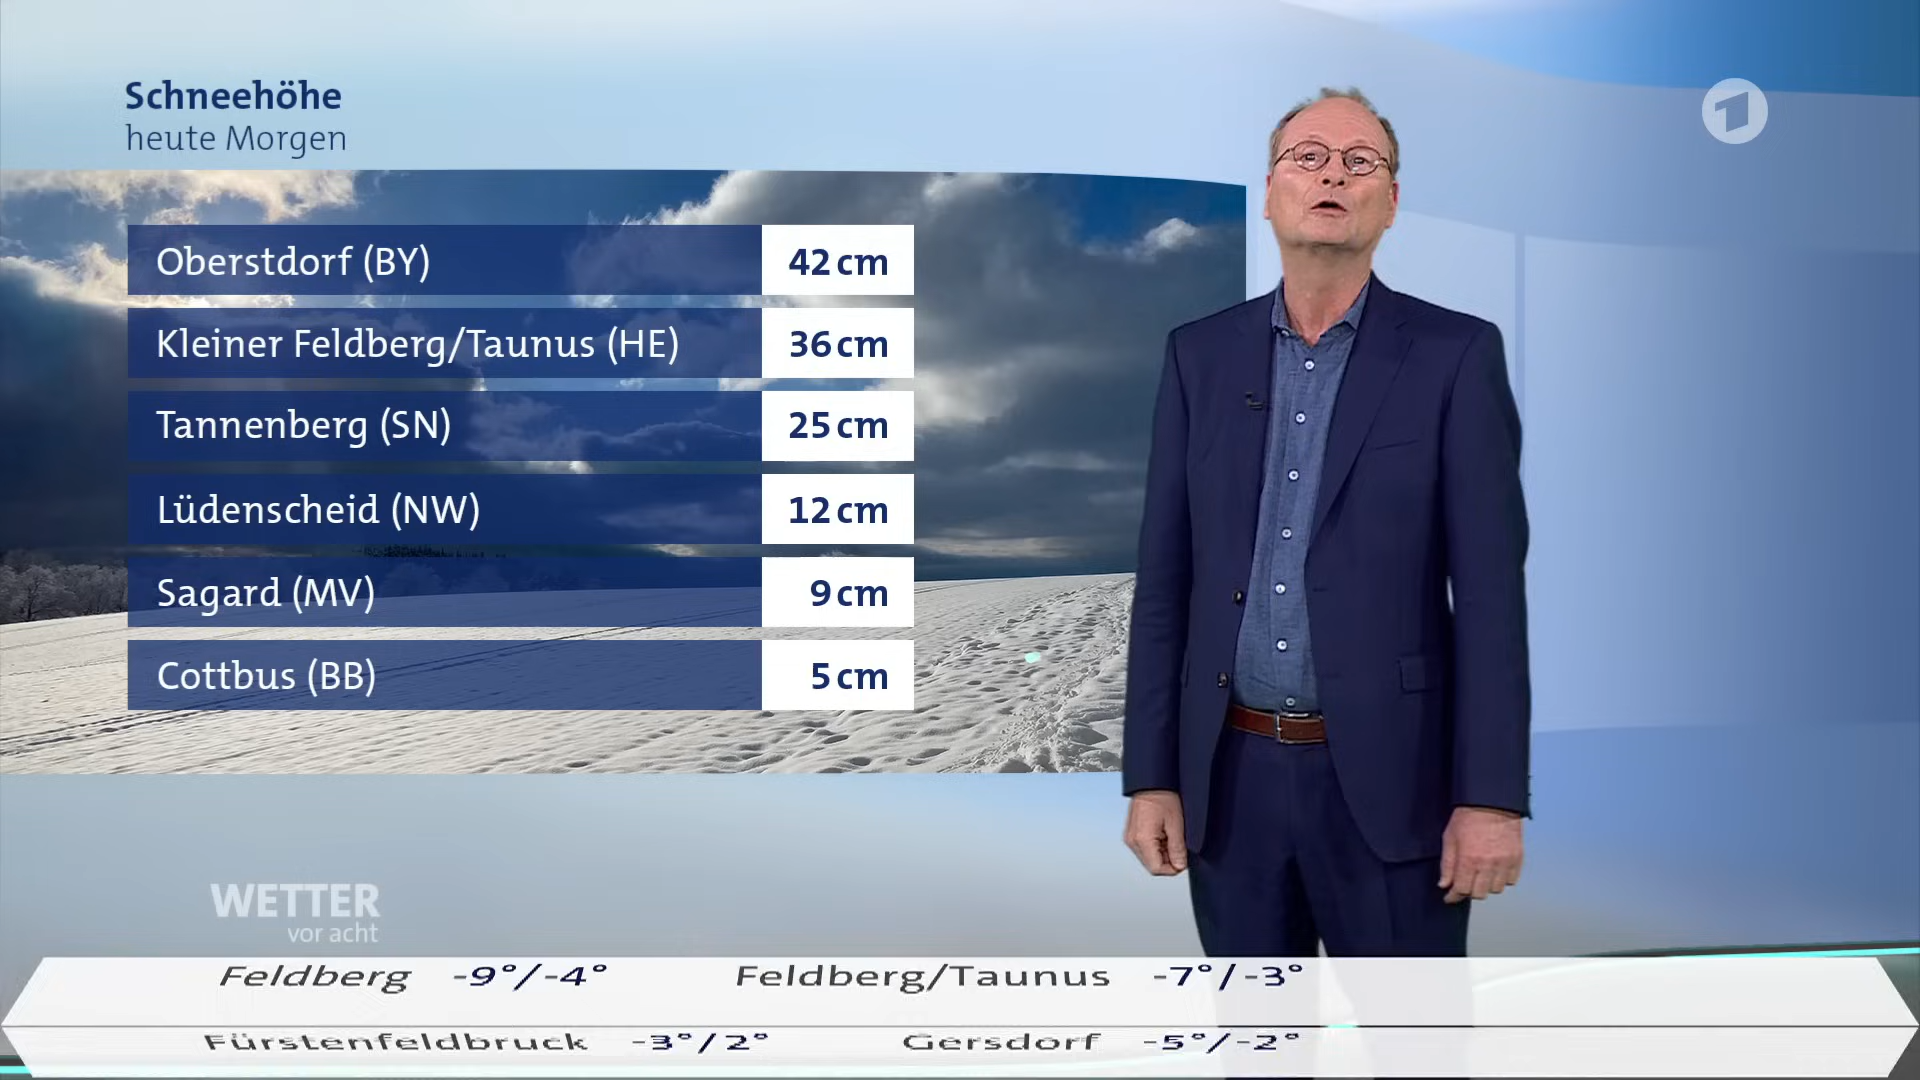 Schneehöhe
heute Morgen
Oberstdorf (BY) 42 cm
Kleiner Feldberg/Taunus (HE) 36 cm
Tannenberg (SN) 25 cm
Lüdenscheid (NW) 12 cm
Sagard (MV) 9 cm
Cottbus (BB) 5 cm
WETTER
vor acht
Feldberg -9°/-4° Feldberg/Taunus -7°/-3°
Fürstenfeldbruck -3°/2° Gersdorf -5°/-2°